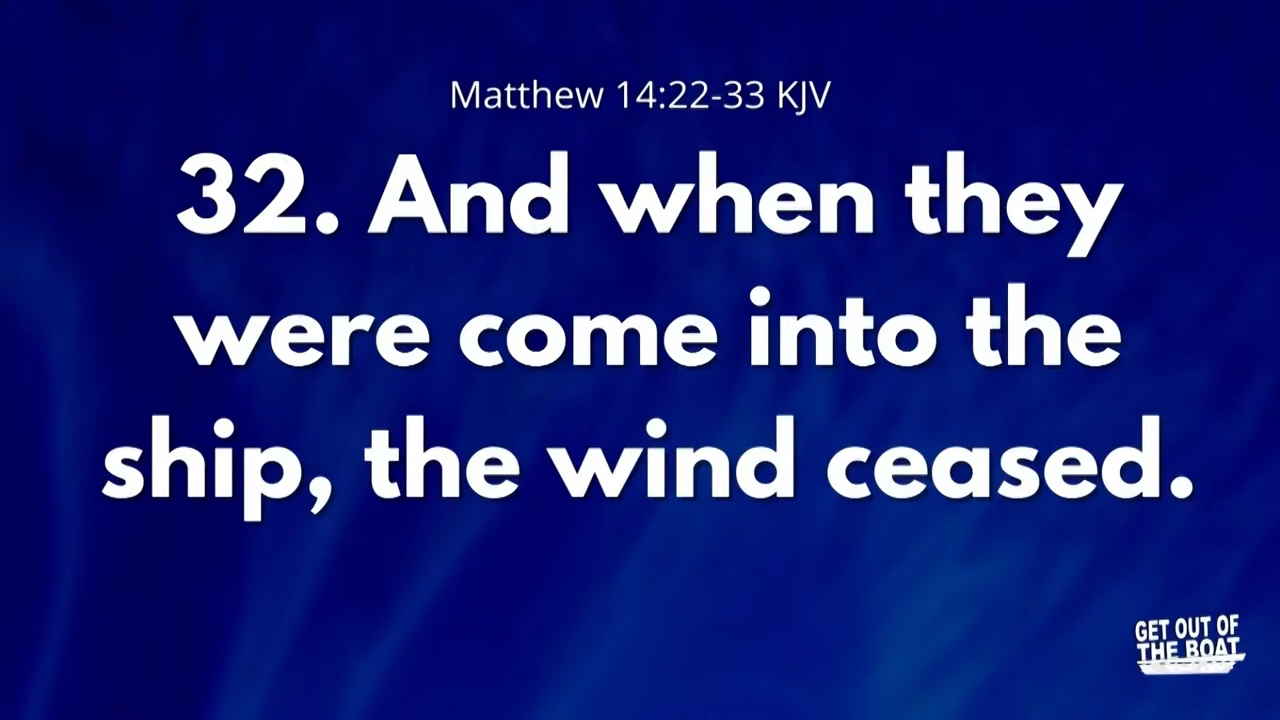 Matthew 14:22-33 KJV
32. And when they
were come into the
ship, the wind ceased.
GET OUT OF
THE BOAT